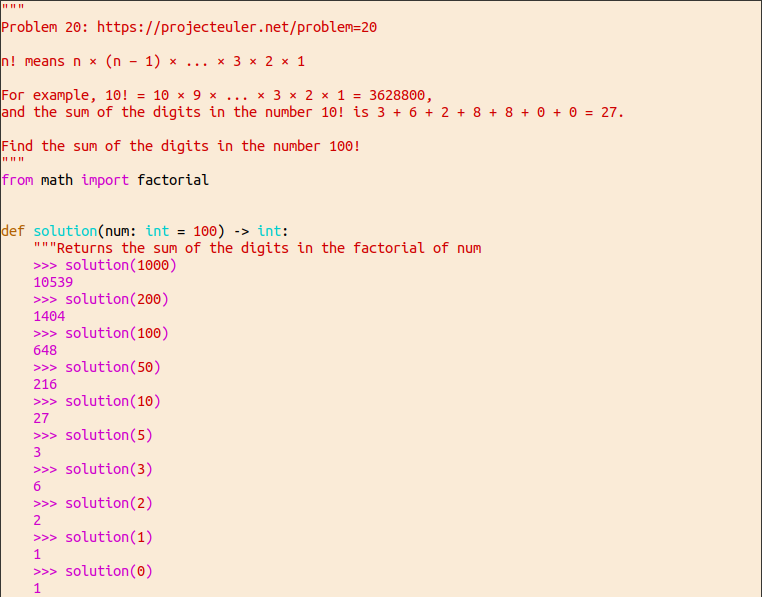 """
Problem 20: https://projecteuler.net/problem=20

n! means n × (n − 1) × ... × 3 × 2 × 1

For example, 10! = 10 × 9 × ... × 3 × 2 × 1 = 3628800,
and the sum of the digits in the number 10! is 3 + 6 + 2 + 8 + 8 + 0 + 0 = 27.

Find the sum of the digits in the number 100!
"""
from math import factorial


def solution(num: int = 100) -> int:
    """Returns the sum of the digits in the factorial of num
    >>> solution(1000)
    10539
    >>> solution(200)
    1404
    >>> solution(100)
    648
    >>> solution(50)
    216
    >>> solution(10)
    27
    >>> solution(5)
    3
    >>> solution(3)
    6
    >>> solution(2)
    2
    >>> solution(1)
    1
    >>> solution(0)
    1